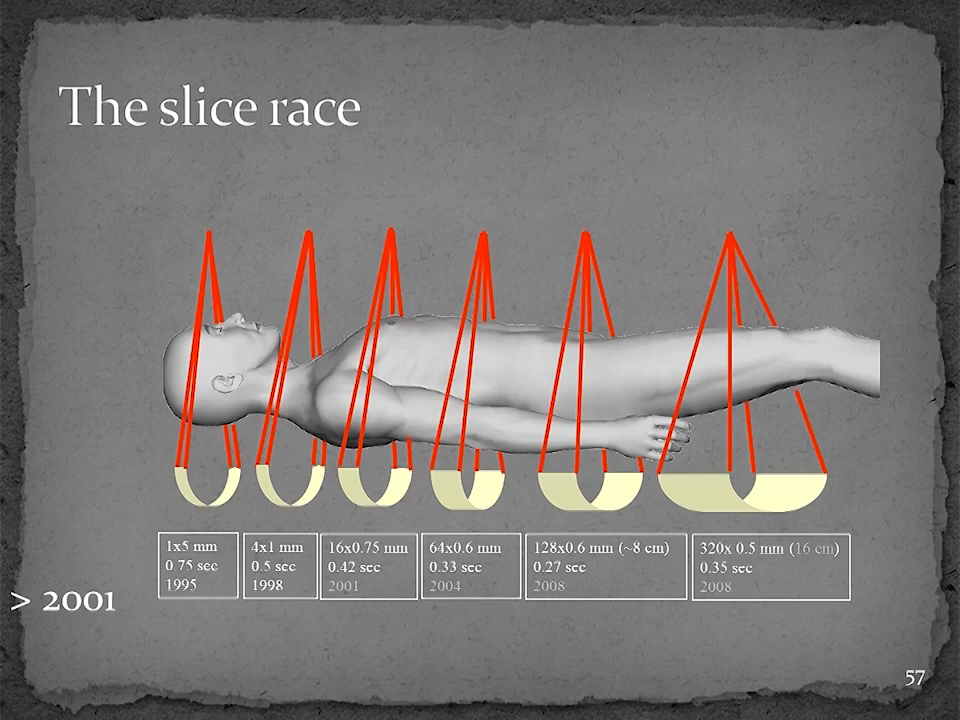 The slice race
1x5 mm
0.75 sec
1995
4x1 mm
0.5 sec
1998
16x0.75 mm
0.42 sec
2001
64x0.6 mm
0.33 sec
2004
128x0.6 mm (~8 cm)
0.27 sec
2008
320x 0.5 mm (16 cm)
0.35 sec
2008
> 2001
57